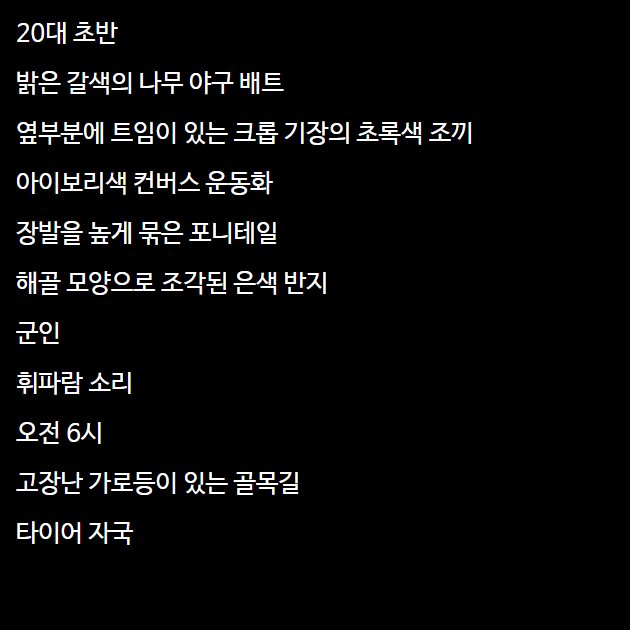 20대 초반
밝은 갈색의 나무 야구 배트
옆부분에 트임이 있는 크롭 기장의 초록색 조끼
아이보리색 컨버스 운동화
장발을 높게 묶은 포니테일
해골 모양으로 조각된 은색 반지
군인
휘파람 소리
오전 6시
고장난 가로등이 있는 골목길
타이어 자국